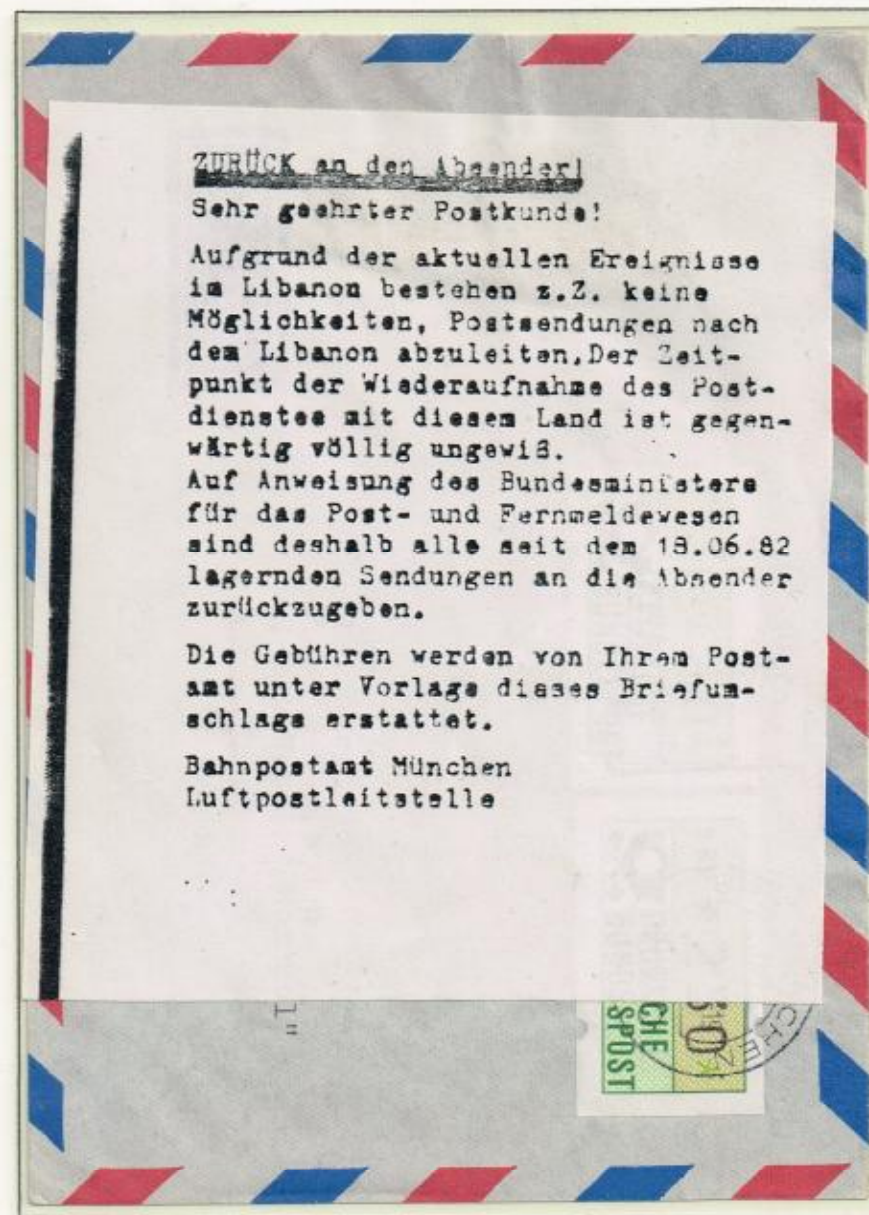 ZURÜCK an den Absender!
Sehr geehrter Postkunde!
Aufgrund der aktuellen Ereignisse
im Libanon bestehen z.Z. keine
Möglichkeiten, Postsendungen nach
dem Libanon abzuleiten.Der Zeit-
punkt der Wiederaufnahme des Post-
dienstes mit diesem Land ist gegen-
wärtig völlig ungewiß.
Auf Anweisung des Bundesministers
für das Post- und Fernmeldewesen
sind deshalb alle seit dem 18.06.82
lagernden Sendungen an die Absender
zurückzugeben.
Die Gebühren werden von Ihrem Post-
amt unter Vorlage dieses Briefum-
schlags erstattet.
Bahnpostamt München
Luftpostleitstelle
1"
CHE
SPOST
CHEN